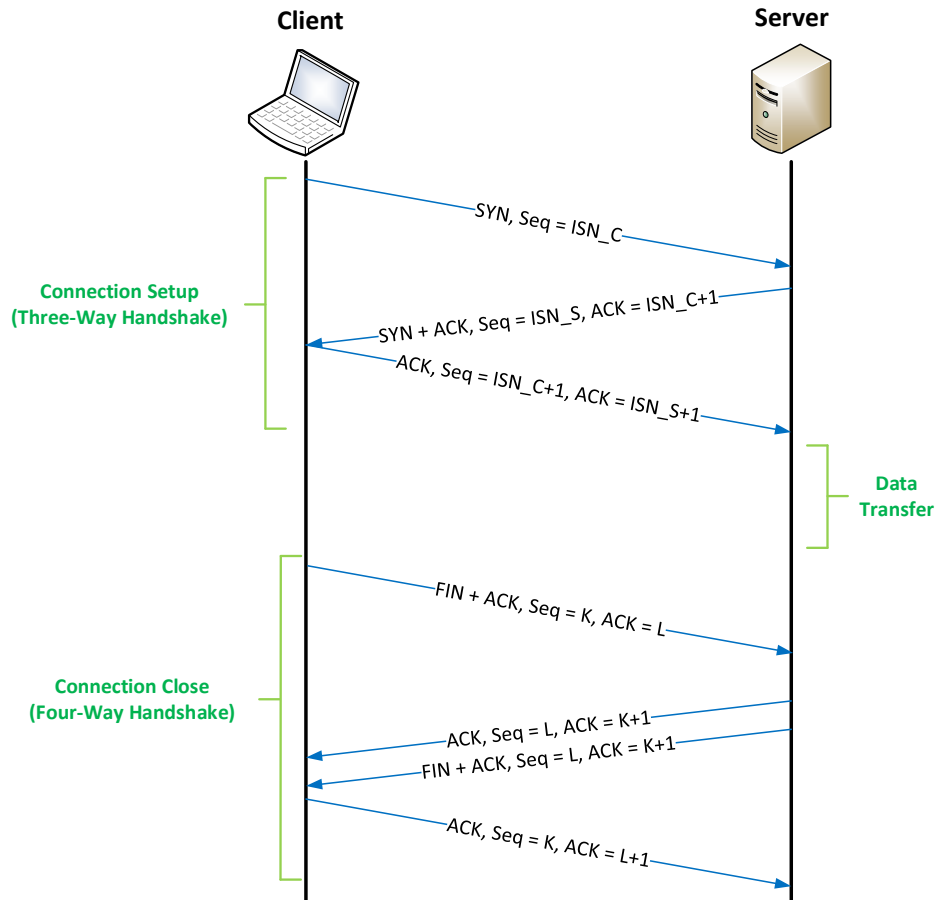 Client
Server
SYN, Seq = ISN_C
Connection Setup
(Three-Way Handshake)
SYN + ACK, Seq = ISN_S, ACK = ISN_C+1
ACK, Seq = ISN_C+1, ACK = ISN_S+1
Data
Transfer
FIN + ACK, Seq = K, ACK = L
Connection Close
(Four-Way Handshake)
ACK, Seq = L, ACK = K+1
FIN + ACK, Seq = L, ACK = K+1
ACK, Seq = K, ACK = L+1